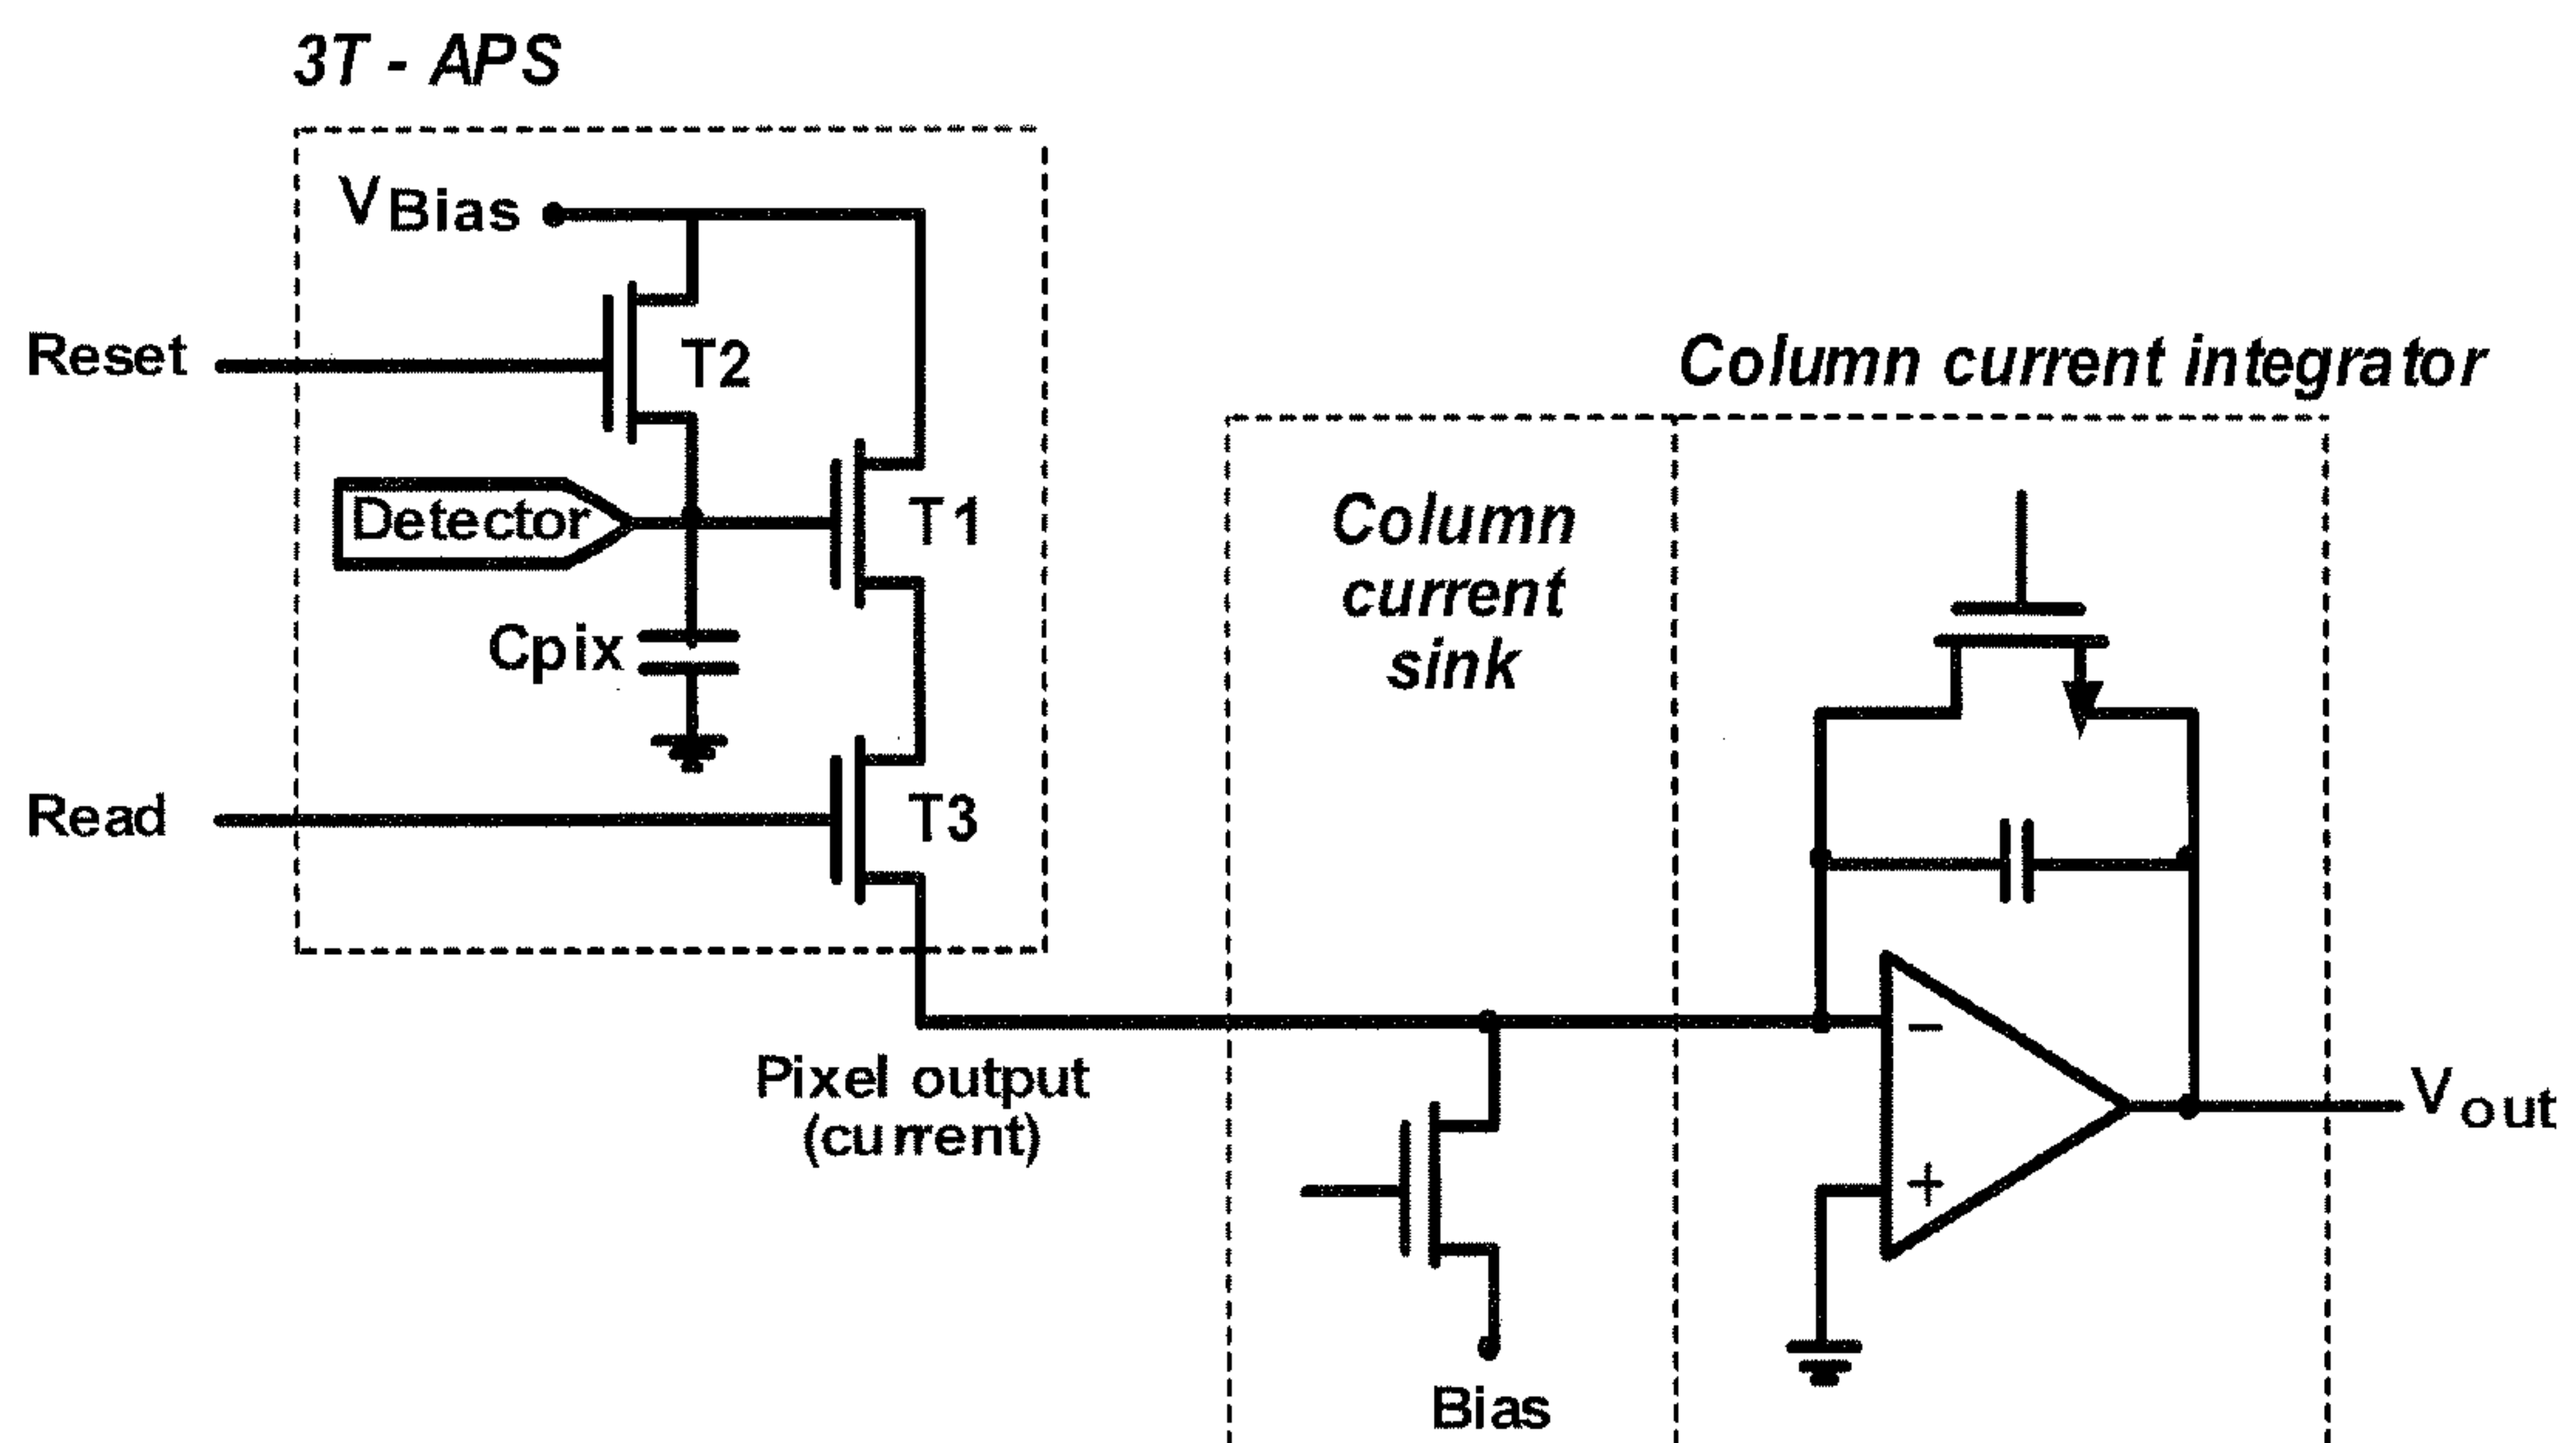 3T - APS
VBias
Reset
T2
Column current integrator
Detector
T1
Column
current
sink
Cpix
Read
T3
−
Pixel output
(current)
+
Vout
Bias